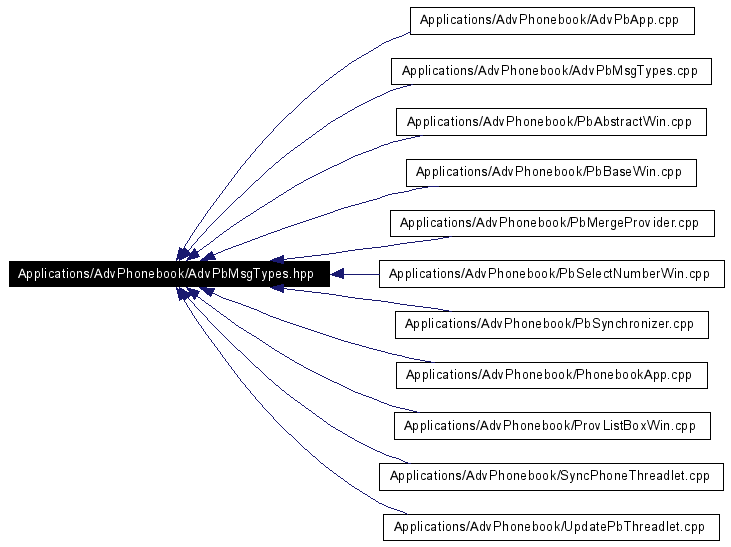 Applications/AdvPhonebook/AdvPbApp.cpp
Applications/AdvPhonebook/AdvPbMsgTypes.cpp
Applications/AdvPhonebook/PbAbstractWin.cpp
Applications/AdvPhonebook/PbBaseWin.cpp
Applications/AdvPhonebook/PbMergeProvider.cpp
Applications/AdvPhonebook/AdvPbMsgTypes.hpp
Applications/AdvPhonebook/PbSelectNumberWin.cpp
Applications/AdvPhonebook/PbSynchronizer.cpp
Applications/AdvPhonebook/PhonebookApp.cpp
Applications/AdvPhonebook/ProvListBoxWin.cpp
Applications/AdvPhonebook/SyncPhoneThreadlet.cpp
Applications/AdvPhonebook/UpdatePbThreadlet.cpp